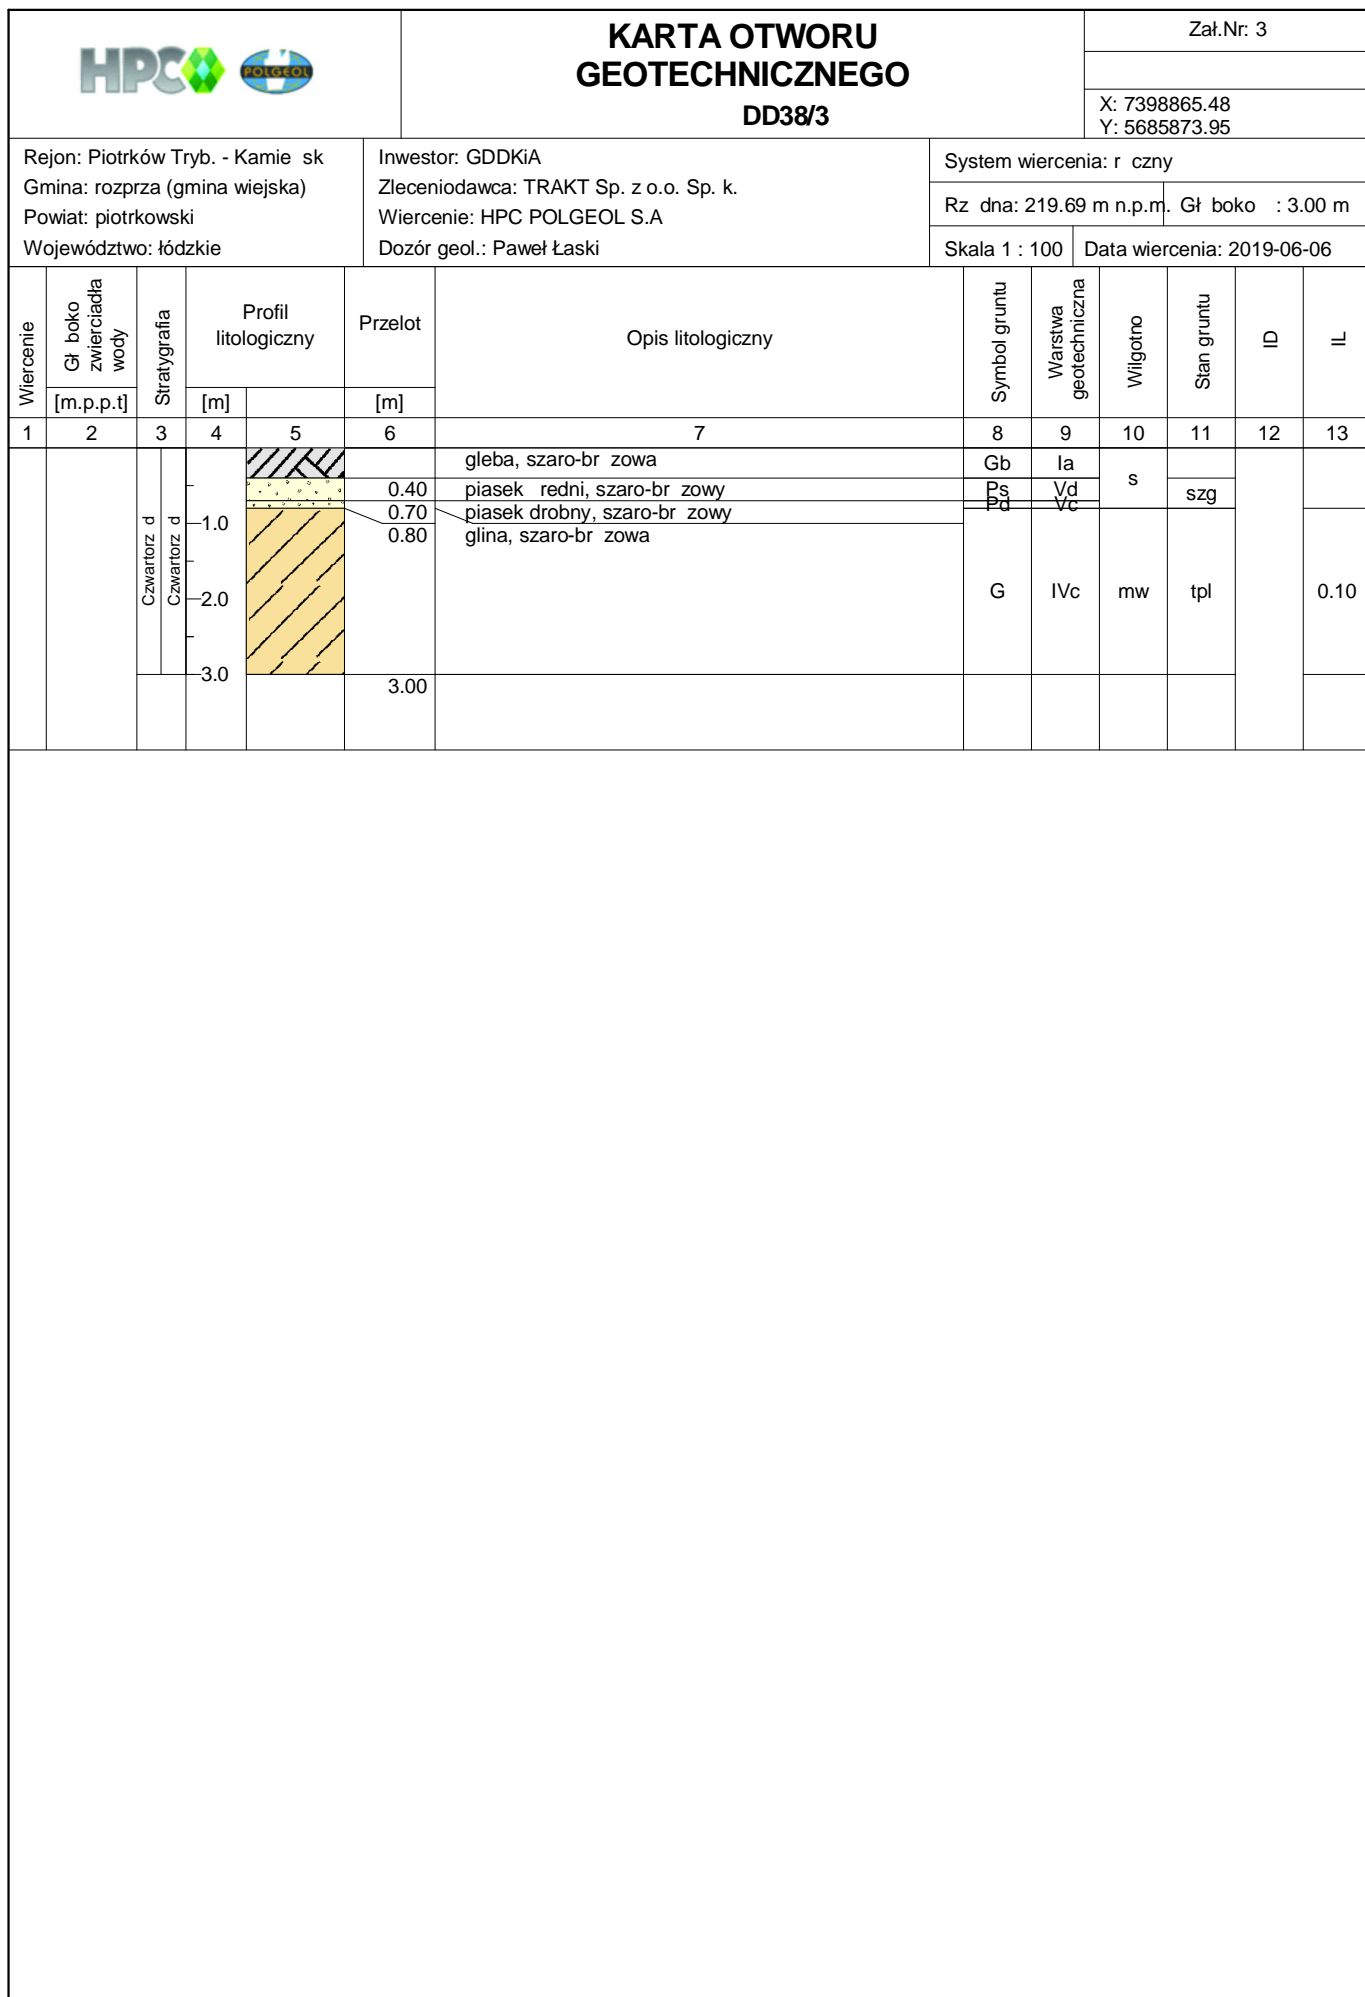 HPC POLGEOL
KARTA OTWORU
GEOTECHNICZNEGO
DD38/3
Zał.Nr: 3
X: 7398865.48
Y: 5685873.95
Rejon: Piotrków Tryb. - Kamie sk
Gmina: rozprza (gmina wiejska)
Powiat: piotrkowski
Województwo: łódzkie
Inwestor: GDDKiA
Zleceniodawca: TRAKT Sp. z o.o. Sp. k.
Wiercenie: HPC POLGEOL S.A
Dozór geol.: Paweł Łaski
System wiercenia: r czny
Rz dna: 219.69 m n.p.m. Gł boko : 3.00 m
Skala 1 : 100 Data wiercenia: 2019-06-06
Wiercenie
Gł boko
zwierciadła
wody
[m.p.p.t]
Stratygrafia
Profil
litologiczny
[m]
Przelot
[m]
Opis litologiczny
Symbol gruntu
Warstwa
geotechniczna
Wilgotno
Stan gruntu
ID
IL
1 2 3 4 5 6 7 8 9 10 11 12 13
gleba, szaro-br zowa Gb Ia
s
0.40 piasek redni, szaro-br zowy Ps Vd
szg
0.70 piasek drobny, szaro-br zowy Pd Vc
1.0
0.80 glina, szaro-br zowa
Czwartorz d
Czwartorz d
2.0
G IVc mw tpl 0.10
3.0
3.00